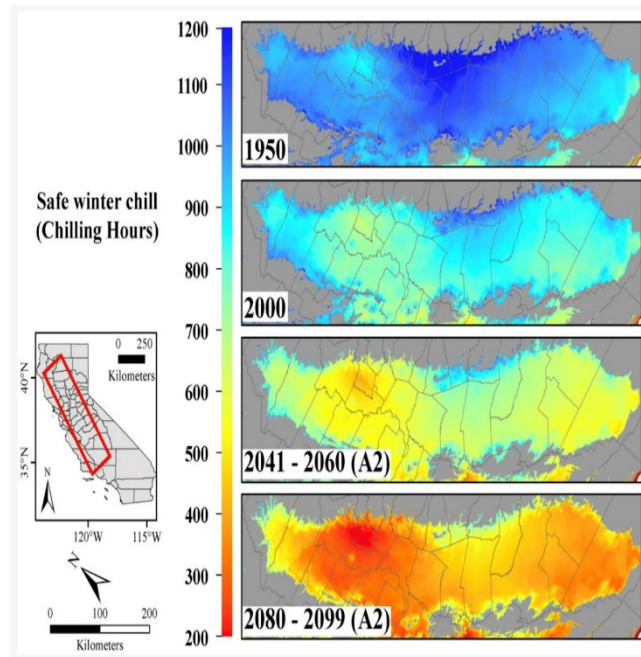 Safe winter chill
(Chilling Hours)
1200
1100
1000
900
800
700
600
500
400
300
200
1950
2000
2041 - 2060 (A2)
2080 - 2099 (A2)
0 250
Kilometers
40°N
35°N
N
120°W 115°W
N
0 100 200
Kilometers